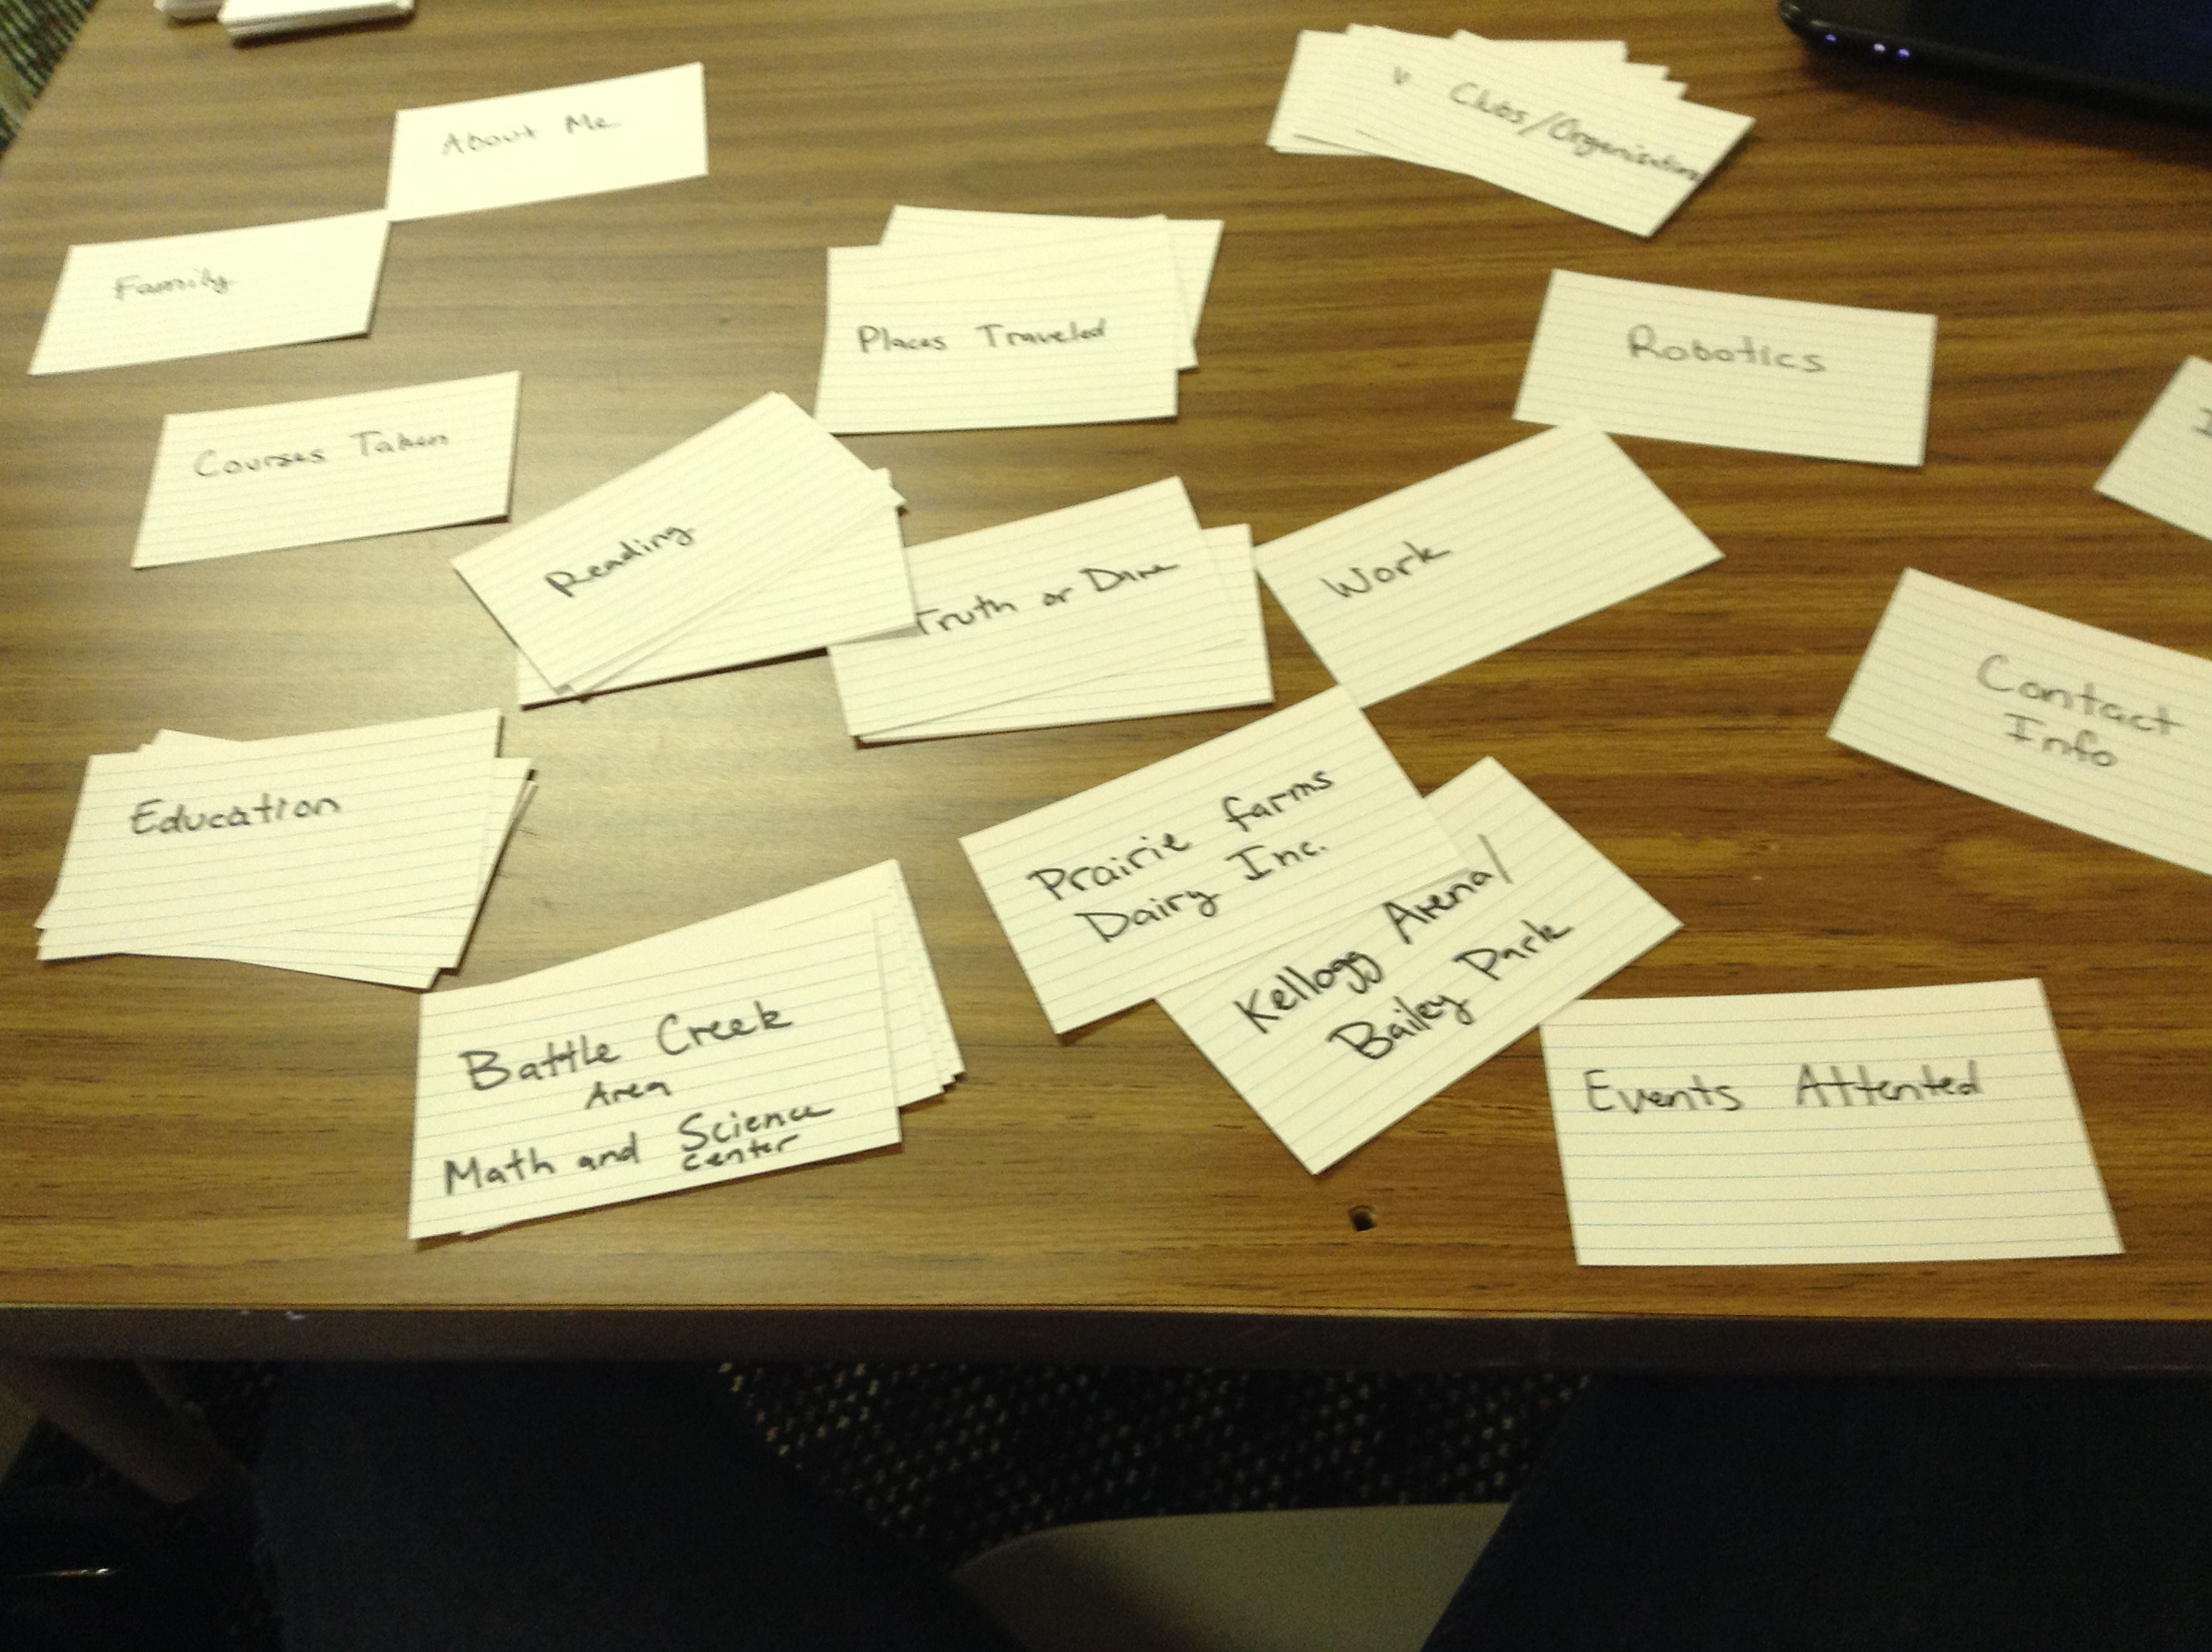 About Me
Clubs/Organisations
Family
Places Traveled
Robotics
Courses Taken
Reading
Truth or Dare
Work
Contact
Info
Education
Prairie farms
Dairy Inc.
Kellogg Arena/
Bailey Park
Battle Creek
Area
Math and Science
center
Events Attented